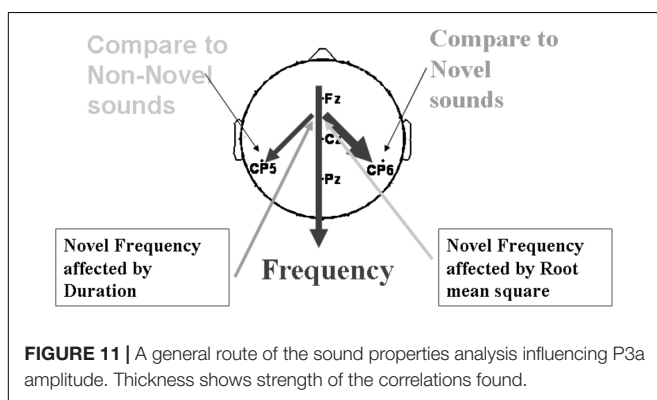 Compare to
Non-Novel
sounds
Compare to
Novel
sounds
Fz
Cz
Pz
CP5
CP6
Novel Frequency
affected by
Duration
Frequency
Novel Frequency
affected by Root
mean square
FIGURE 11 | A general route of the sound properties analysis influencing P3a
amplitude. Thickness shows strength of the correlations found.